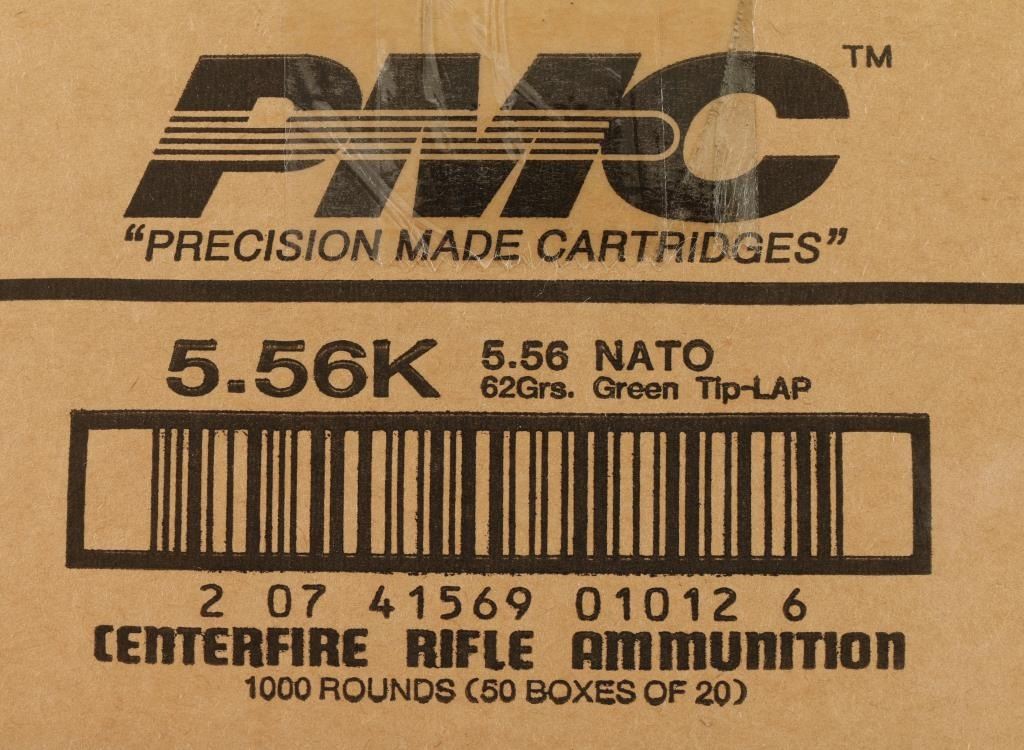 PMC™
“PRECISION MADE CARTRIDGES”
5.56K
5.56 NATO
62Grs. Green Tip-LAP
2 07 41569 01012 6
CENTERFIRE RIFLE AMMUNITION
1000 ROUNDS (50 BOXES OF 20)